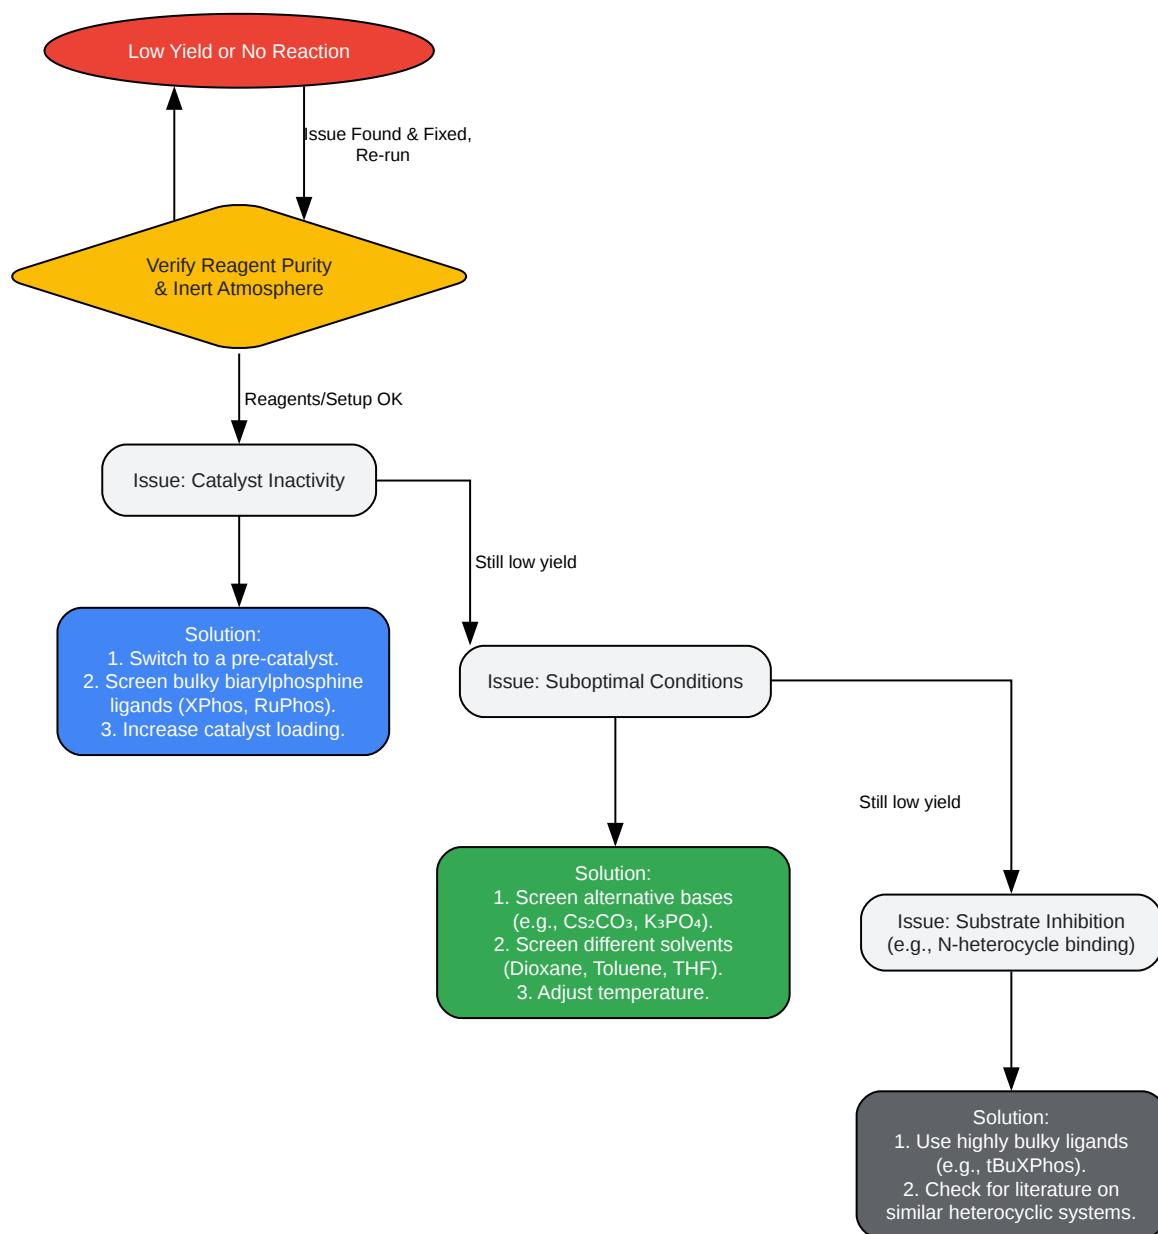 Low Yield or No Reaction
Issue Found & Fixed,
Re-run
Verify Reagent Purity
& Inert Atmosphere
Reagents/Setup OK
Issue: Catalyst Inactivity
Still low yield
Solution:
1. Switch to a pre-catalyst.
2. Screen bulky biarylphosphine
ligands (XPhos, RuPhos).
3. Increase catalyst loading.
Issue: Suboptimal Conditions
Still low yield
Solution:
1. Screen alternative bases
(e.g., Cs₂CO₃, K₃PO₄).
2. Screen different solvents
(Dioxane, Toluene, THF).
3. Adjust temperature.
Issue: Substrate Inhibition
(e.g., N-heterocycle binding)
Solution:
1. Use highly bulky ligands
(e.g., tBuXPhos).
2. Check for literature on
similar heterocyclic systems.